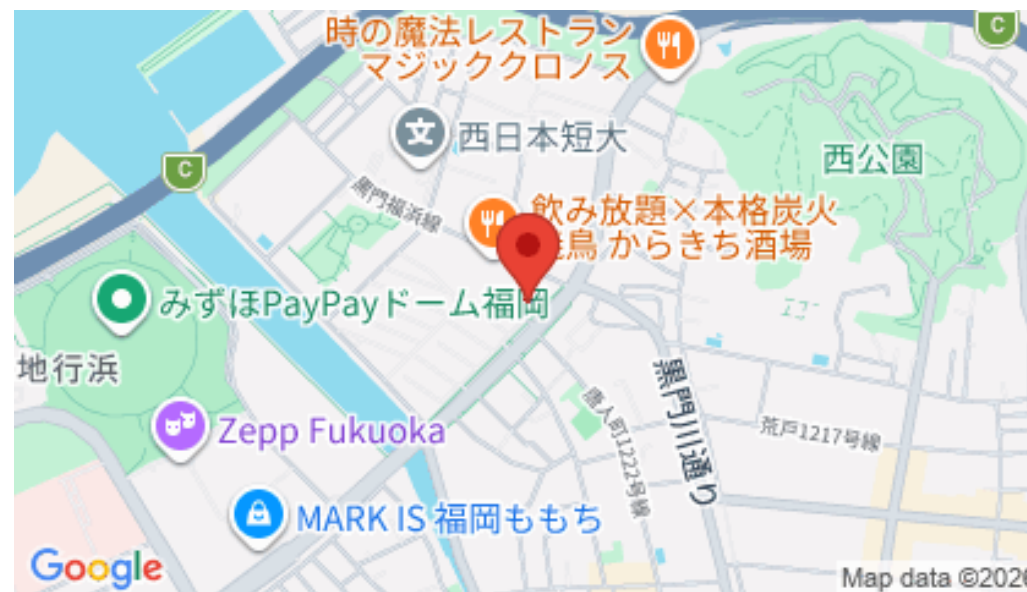 C
時の魔法レストラン
マジッククロノス
文
西日本短大
西公園
C
黒門福浜線
飲み放題×本格炭火
鳥 からきち酒場
みずほPayPayドーム福岡
地行浜
黒門川通り
唐人町1222号線
荒戸1217号線
Zepp Fukuoka
MARK IS 福岡ももち
Google
Map data ©2026